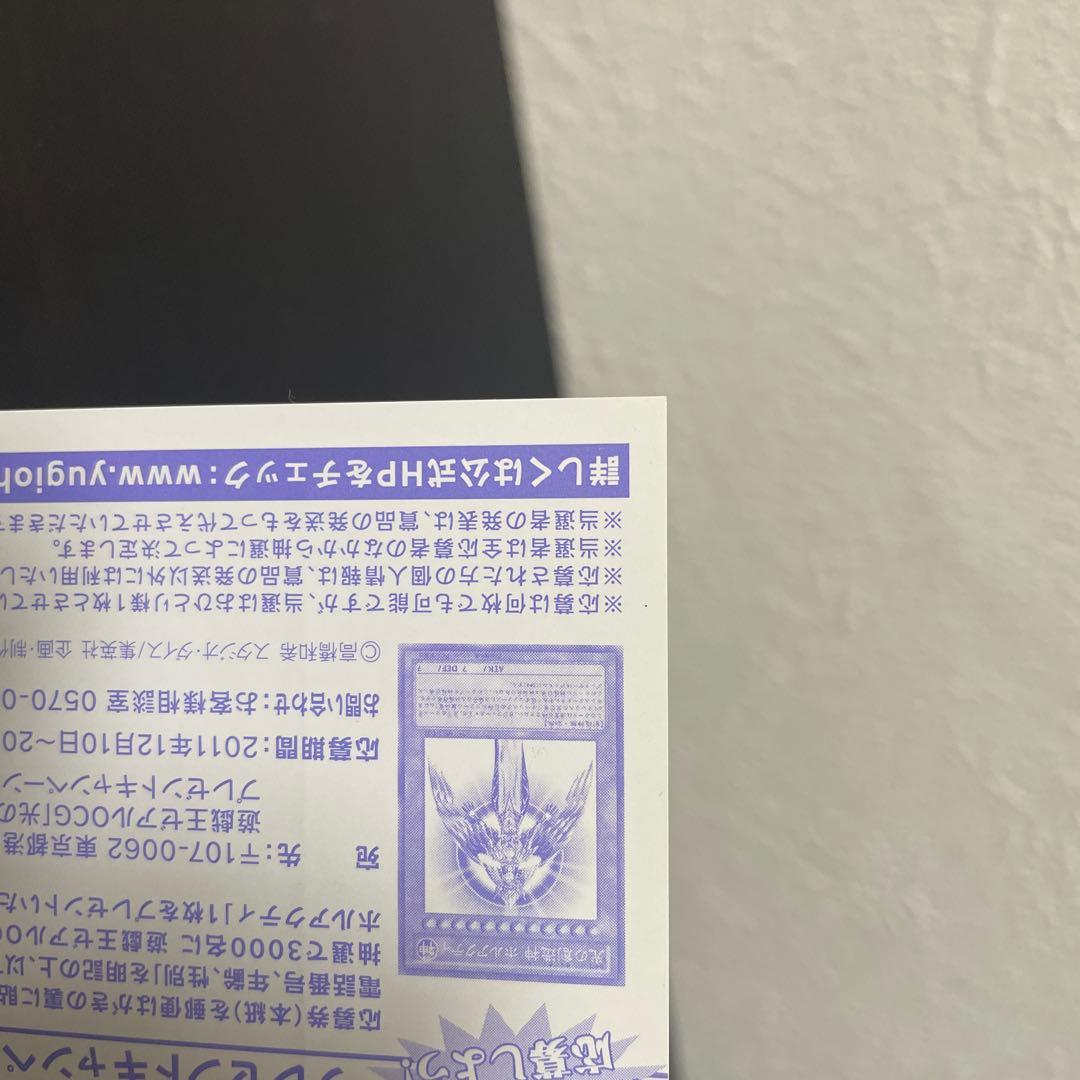 プレゼントキャンペ
応募しよう!
応募券(本紙)を郵便はがきの裏に貼
電話番号、年齢、性別」を明記の上、以
抽選で3000名に 遊戯王ゼアルOC
ホルアクティ」1枚をプレゼントいた
光の創造神 ホルアクティ 神
ATK/ ? DEF/ ?
宛 先:〒107-0062 東京都港
遊戯王ゼアルOCG「光の
プレゼントキャンペーン
応募期間:2011年12月10日〜20
お問い合わせ:お客様相談室 0570-0
©高橋和希 スタジオ・ダイス/集英社 企画・制作
※応募は何枚でも可能ですが、当選はおひとり様1枚とさせてい
※応募された方の個人情報は、賞品の発送以外には利用いたし
※当選者は全応募者のなかから抽選によって決定します。
※当選者の発表は、賞品の発送をもって代えさせていただきます
詳しくは公式HPをチェック:www.yugioh